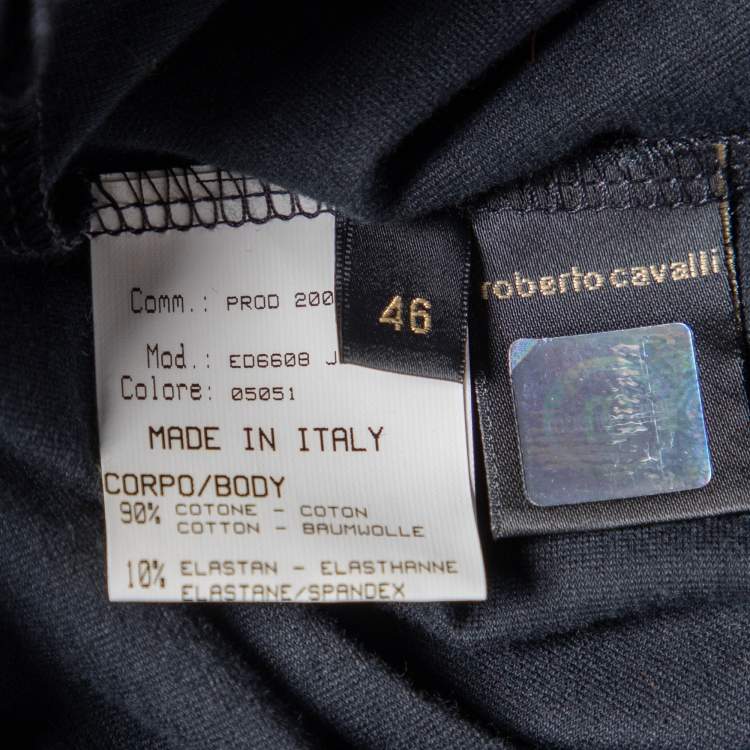 Comm.: PROD 200
Mod.: ED6608 J
Colore: 05051
MADE IN ITALY
CORPO/BODY
90% COTONE - COTON
COTTON - BAUMWOLLE
10% ELASTAN - ELASTHANNE
ELASTANE/SPANDEX
46
roberto cavalli